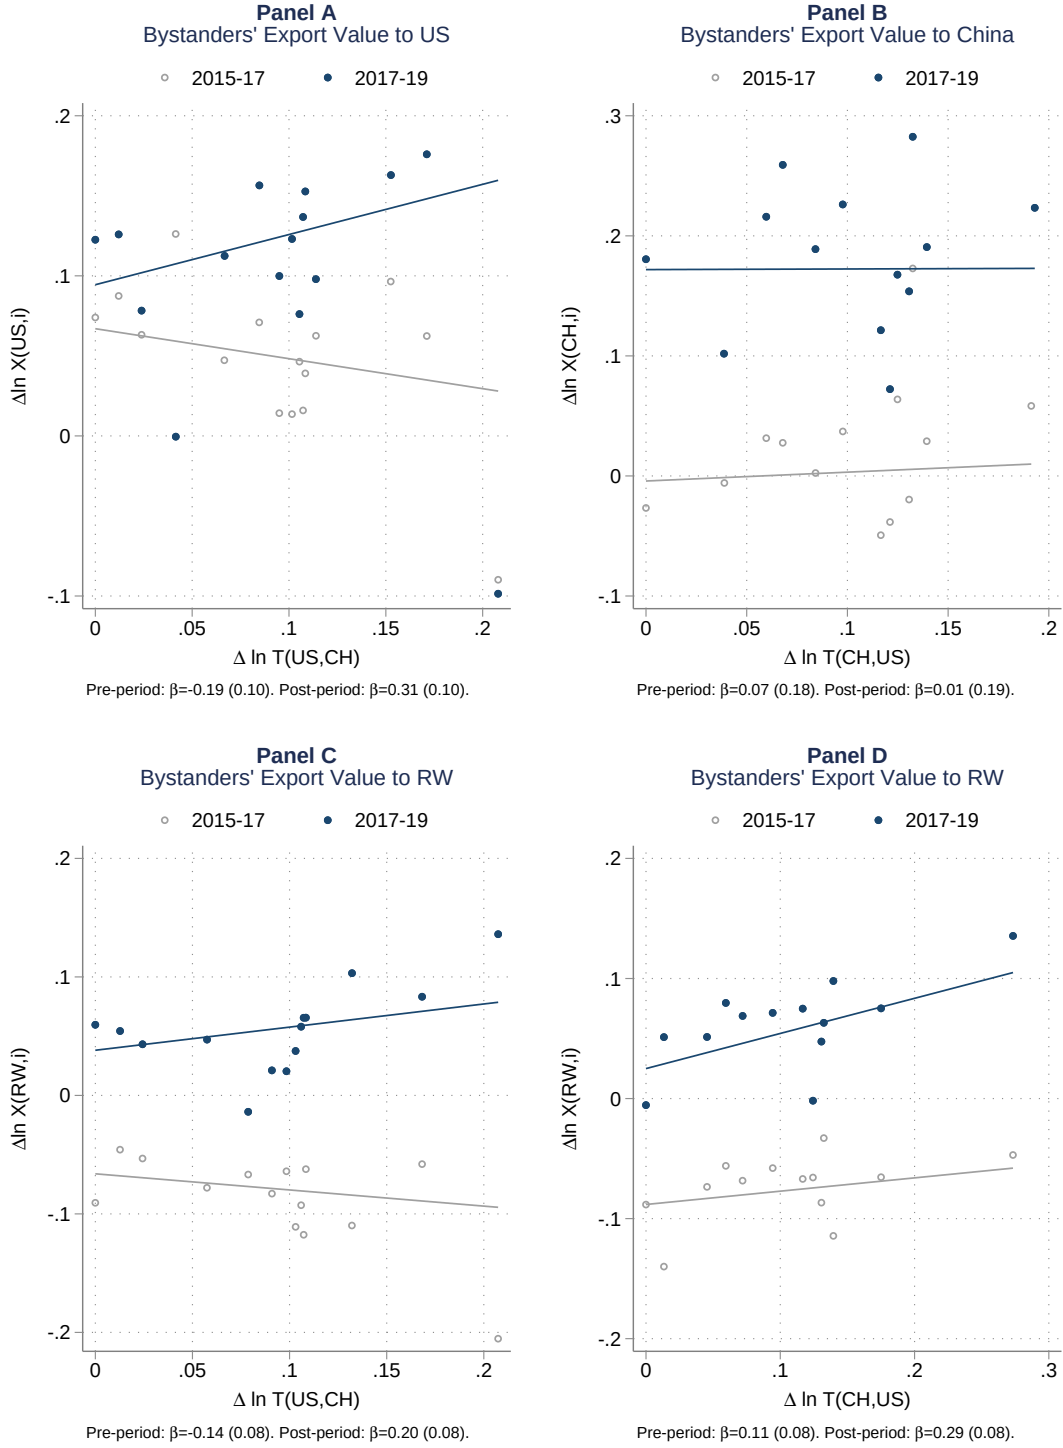 Panel A
Bystanders' Export Value to US
2015-17 2017-19
.2
.1
0
-.1
Δln X(US,i)
0 .05 .1 .15 .2
Δ ln T(US,CH)
Pre-period: β=-0.19 (0.10). Post-period: β=0.31 (0.10).
Panel B
Bystanders' Export Value to China
2015-17 2017-19
.3
.2
.1
0
-.1
Δln X(CH,i)
0 .05 .1 .15 .2
Δ ln T(CH,US)
Pre-period: β=0.07 (0.18). Post-period: β=0.01 (0.19).
Panel C
Bystanders' Export Value to RW
2015-17 2017-19
.2
.1
0
-.1
-.2
Δln X(RW,i)
0 .05 .1 .15 .2
Δ ln T(US,CH)
Pre-period: β=-0.14 (0.08). Post-period: β=0.20 (0.08).
Panel D
Bystanders' Export Value to RW
2015-17 2017-19
.2
.1
0
-.1
-.2
Δln X(RW,i)
0 .1 .2 .3
Δ ln T(CH,US)
Pre-period: β=0.11 (0.08). Post-period: β=0.29 (0.08).